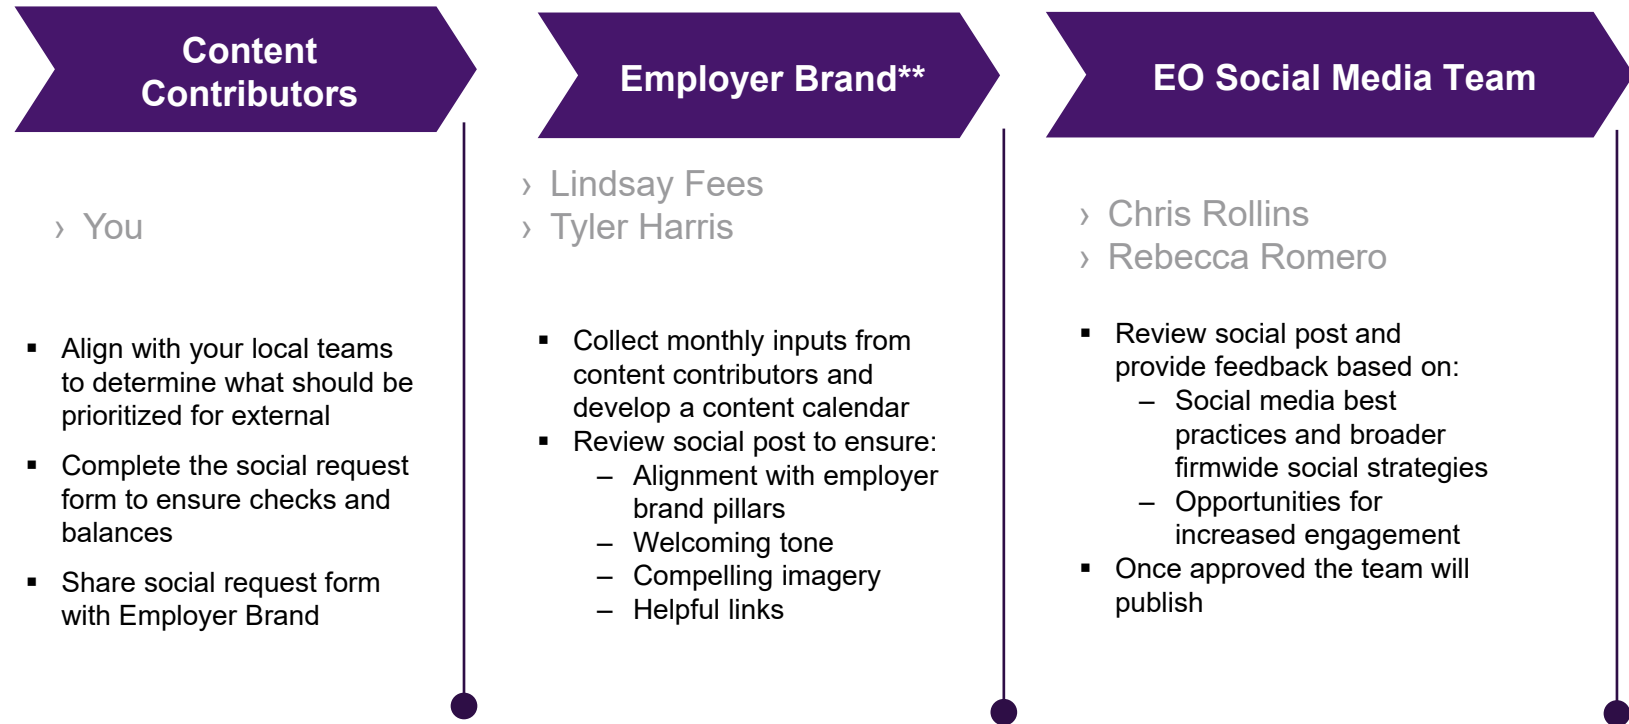 Content
Contributors
› You
▪ Align with your local teams
to determine what should be
prioritized for external
▪ Complete the social request
form to ensure checks and
balances
▪ Share social request form
with Employer Brand
Employer Brand**
› Lindsay Fees
› Tyler Harris
▪ Collect monthly inputs from
content contributors and
develop a content calendar
▪ Review social post to ensure:
– Alignment with employer
brand pillars
– Welcoming tone
– Compelling imagery
– Helpful links
EO Social Media Team
› Chris Rollins
› Rebecca Romero
▪ Review social post and
provide feedback based on:
– Social media best
practices and broader
firmwide social strategies
– Opportunities for
increased engagement
▪ Once approved the team will
publish